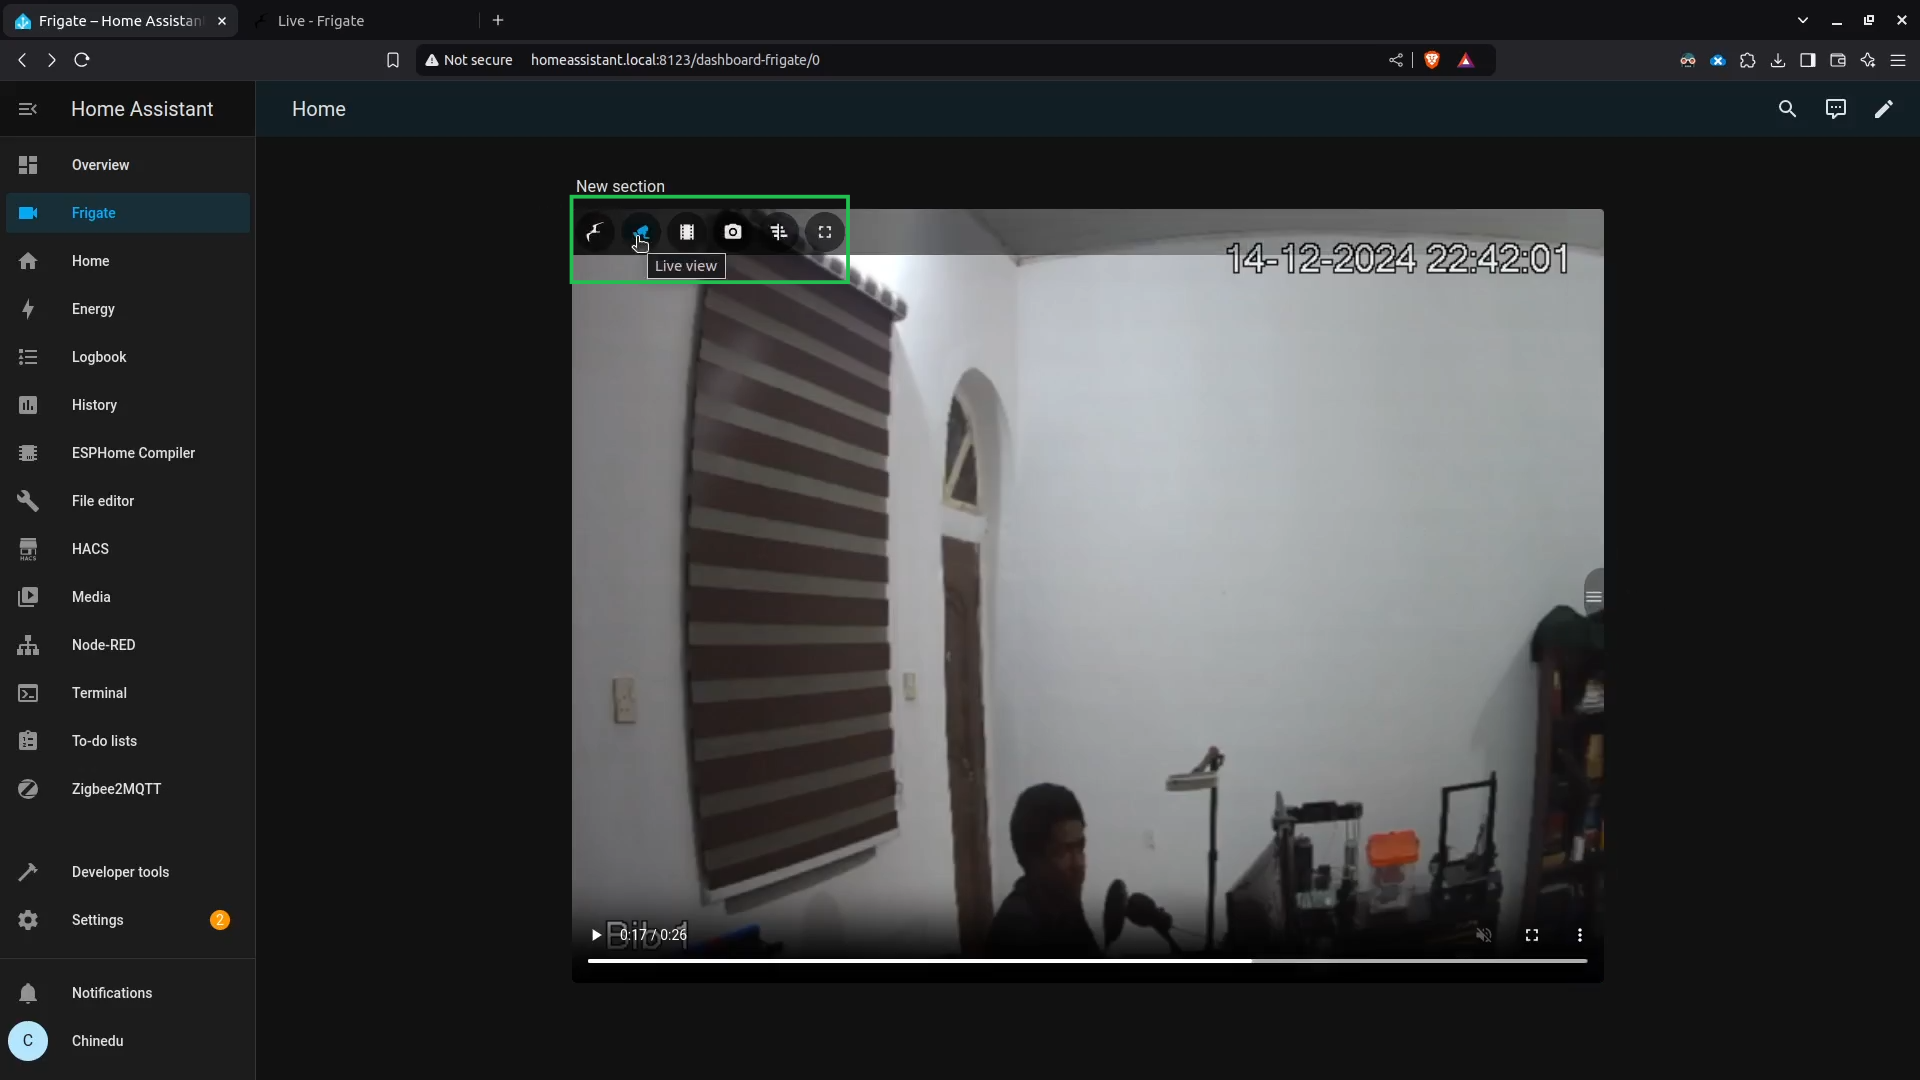 Frigate – Home Assistan
Live - Frigate
Not secure
homeassistant.local:8123/dashboard-frigate/0
Home Assistant
Home
Overview
Frigate
Home
Energy
Logbook
History
ESPHome Compiler
File editor
HACS
HACS
Media
Node-RED
Terminal
To-do lists
Zigbee2MQTT
Developer tools
Settings
2
Notifications
C
Chinedu
New section
Live view
14-12-2024 22:42:01
Bib 1
0:17 / 0:26